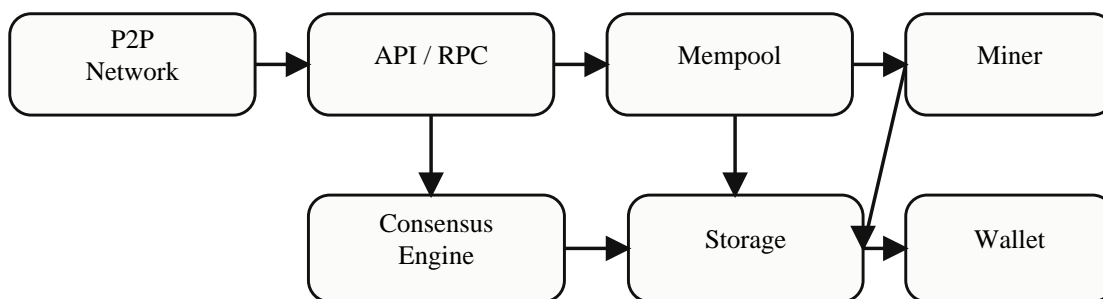 P2P
Network
API / RPC
Mempool
Miner
Consensus
Engine
Storage
Wallet